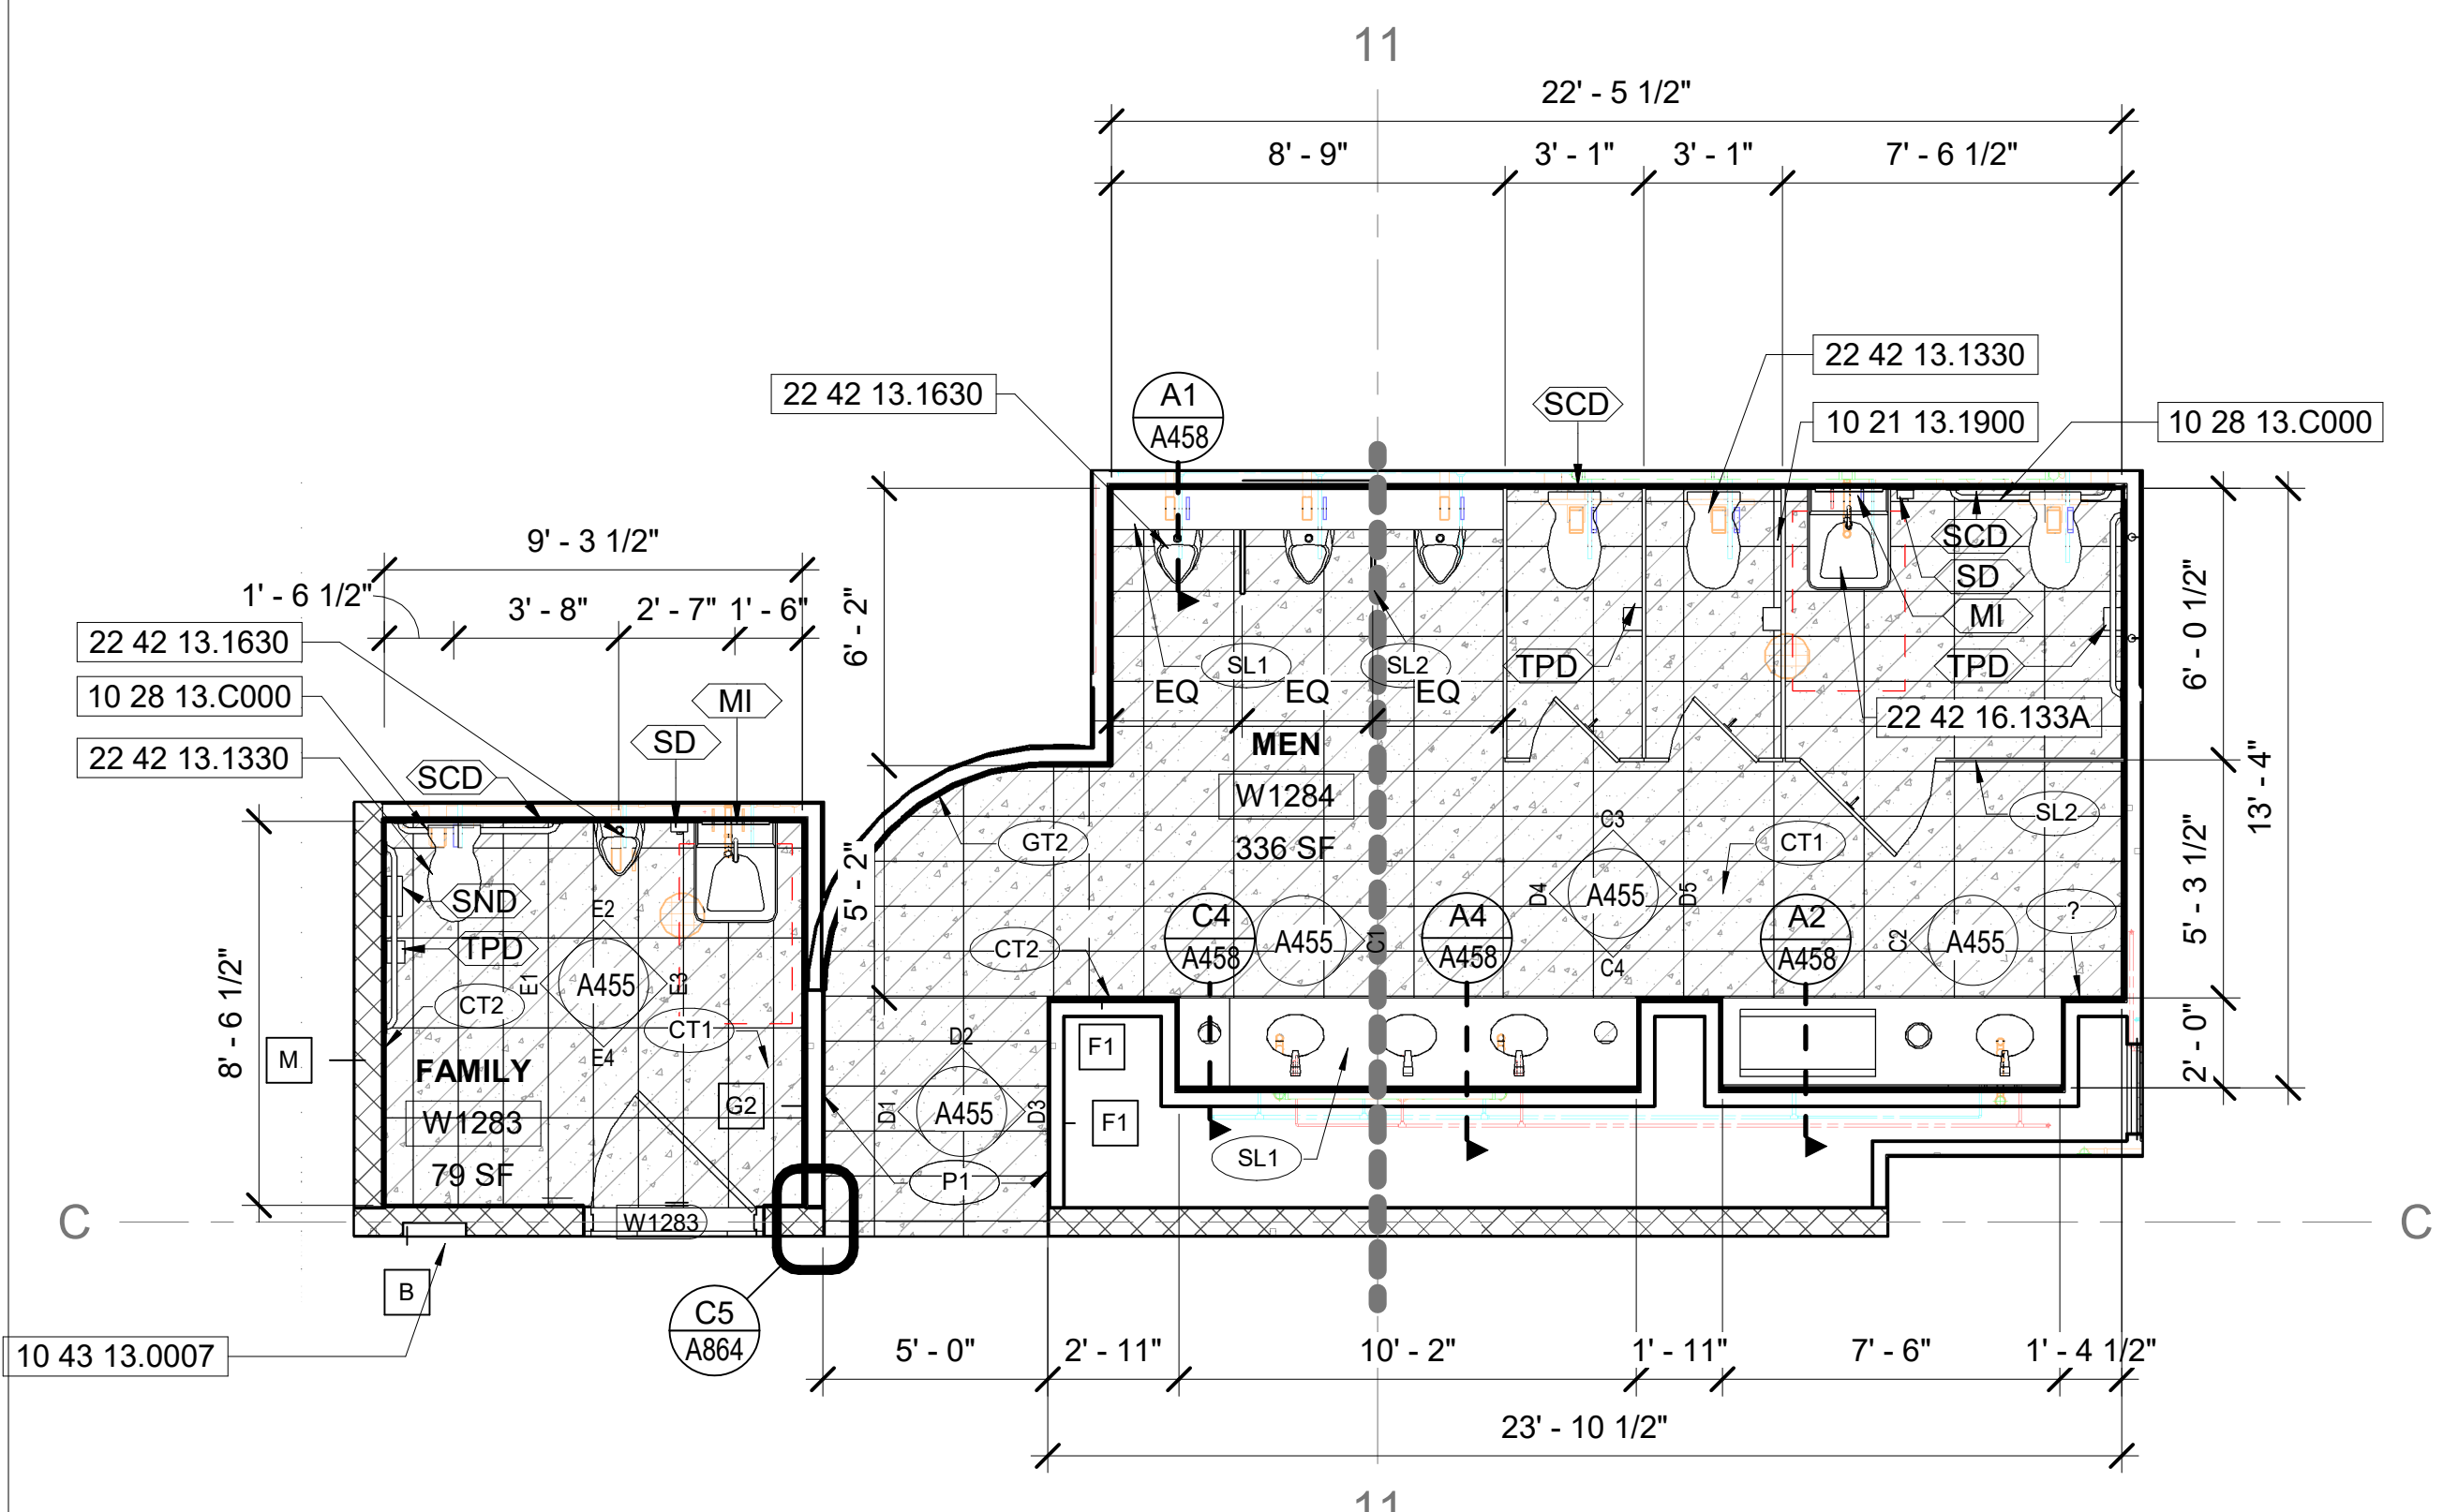 11
22' - 5 1/2"
8' - 9"
3' - 1"
3' - 1"
7' - 6 1/2"
22 42 13.1330
22 42 13.1630
A1
A458
SCD
10 21 13.1900
10 28 13.C000
9' - 3 1/2"
1' - 6 1/2"
3' - 8"
2' - 7"
1' - 6"
6' - 2"
22 42 13.1630
10 28 13.C000
22 42 13.1330
SCD
SD
MI
SCD
SD
MI
TPD
SL1
SL2
TPD
EQ
EQ
EQ
22 42 16.133A
6' - 0 1/2"
13' - 4"
MEN
W1284
336 SF
GT2
CT1
SL2
C3
D4
A455
D5
C4
5' - 2"
SND
TPD
CT2
E2
E1
A455
E3
E4
CT1
CT2
C4
A458
A455
C1
A4
A458
A2
A458
C2
A455
?
5' - 3 1/2"
2' - 0"
8' - 6 1/2"
M
FAMILY
W1283
79 SF
G2
D2
D1
A455
D3
F1
F1
P1
SL1
C
W1283
C
B
C5
A864
10 43 13.0007
5' - 0"
2' - 11"
10' - 2"
1' - 11"
7' - 6"
1' - 4 1/2"
23' - 10 1/2"
11